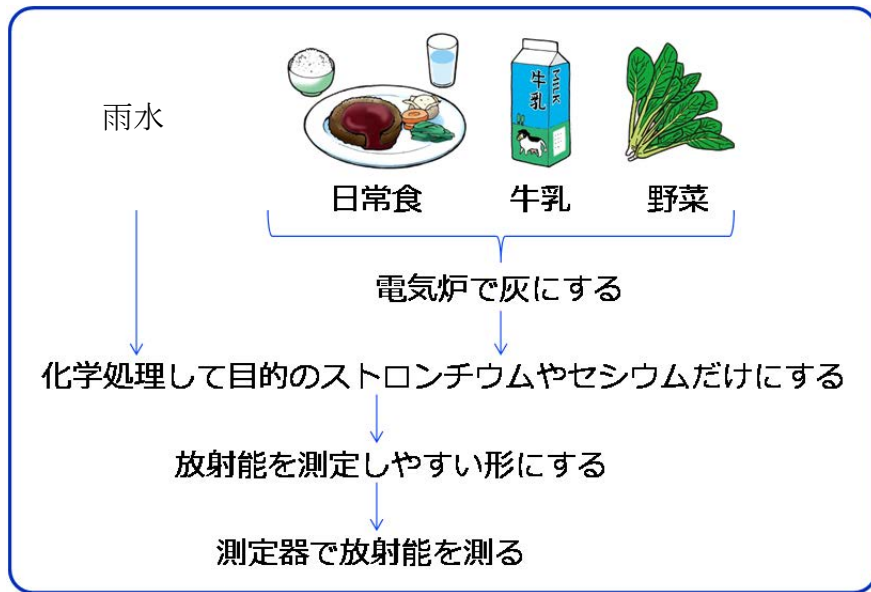 雨水
牛乳
MILK
日常食
牛乳
野菜
電気炉で灰にする
化学処理して目的のストロンチウムやセシウムだけにする
放射能を測定しやすい形にする
測定器で放射能を測る